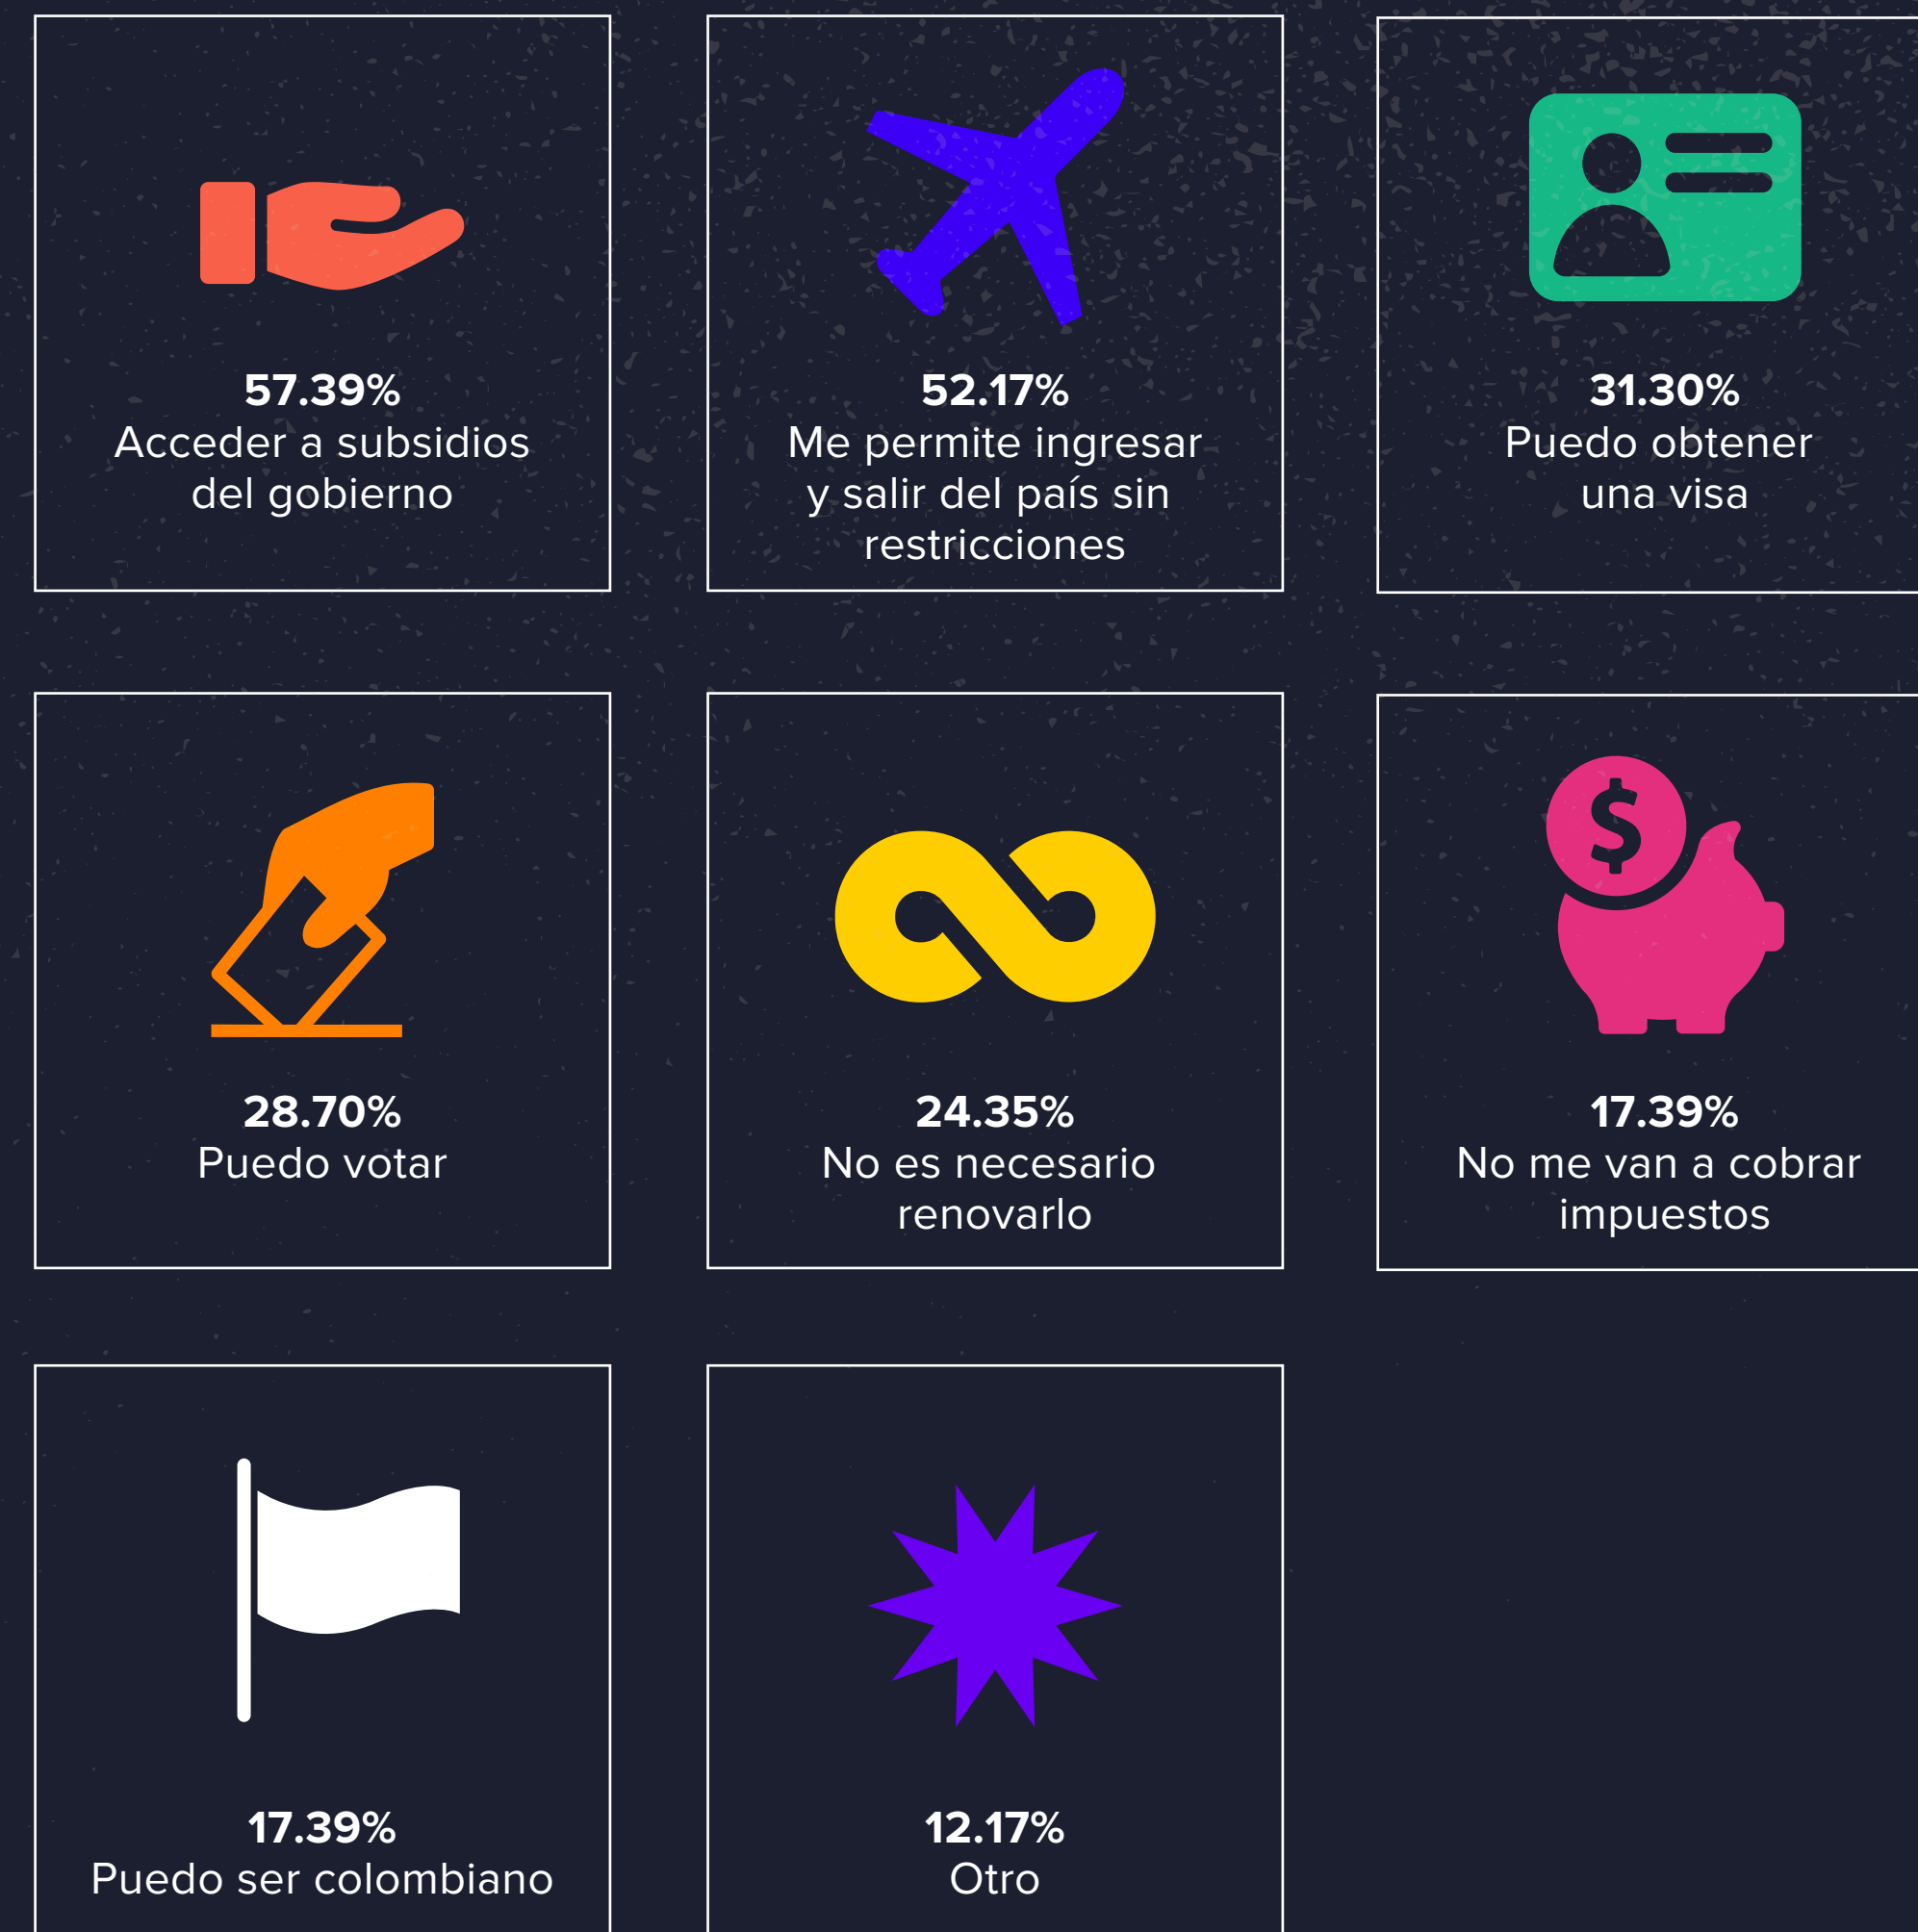 57.39%
Acceder a subsidios
del gobierno
52.17%
Me permite ingresar
y salir del país sin
restricciones
31.30%
Puedo obtener
una visa
28.70%
Puedo votar
24.35%
No es necesario
renovarlo
$
17.39%
No me van a cobrar
impuestos
17.39%
Puedo ser colombiano
12.17%
Otro